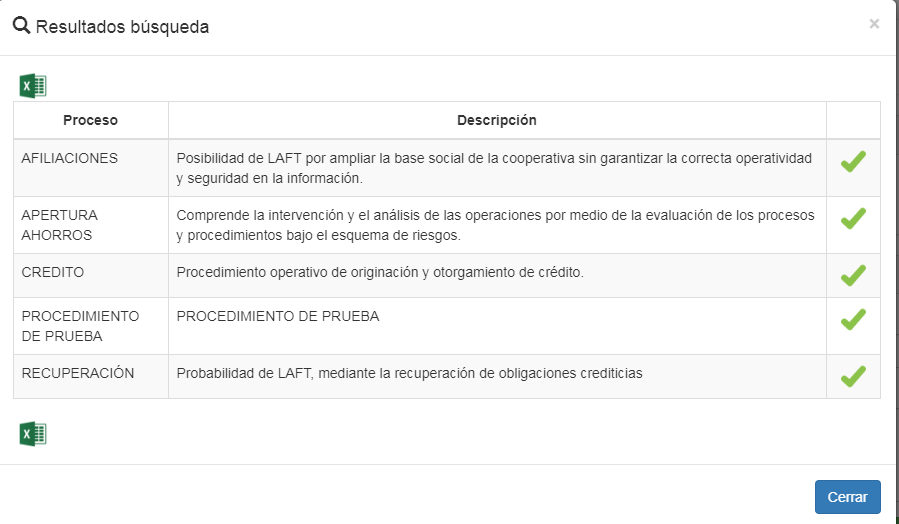 Resultados búsqueda
×
Proceso Descripción
AFILIACIONES Posibilidad de LAFT por ampliar la base social de la cooperativa sin garantizar la correcta operatividad
y seguridad en la información.
APERTURA Comprende la intervención y el análisis de las operaciones por medio de la evaluación de los procesos
AHORROS y procedimientos bajo el esquema de riesgos.
CREDITO Procedimiento operativo de originación y otorgamiento de crédito.
PROCEDIMIENTO PROCEDIMIENTO DE PRUEBA
DE PRUEBA
RECUPERACIÓN Probabilidad de LAFT, mediante la recuperación de obligaciones crediticias
Cerrar